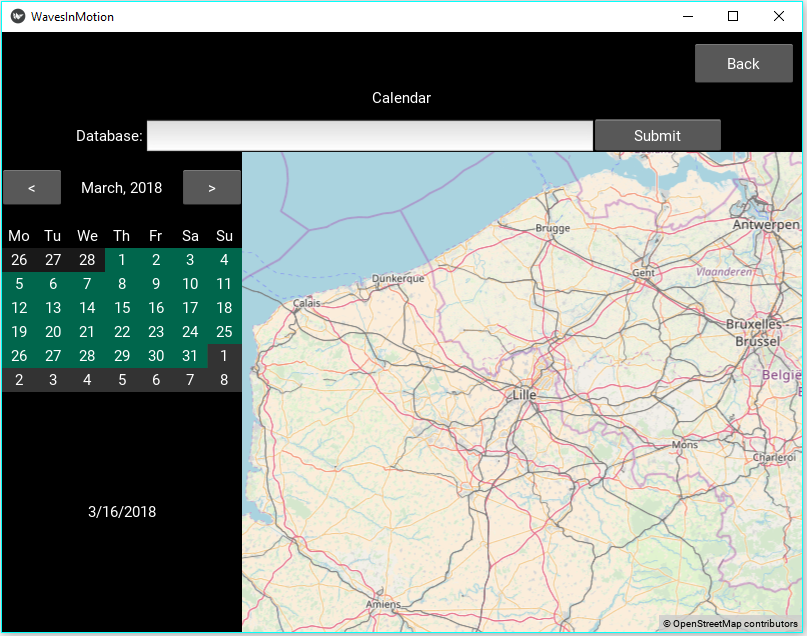 WavesInMotion
Back
Calendar
Database:
Submit
< March, 2018 >
Mo Tu We Th Fr Sa Su
26 27 28 1 2 3 4
5 6 7 8 9 10 11
12 13 14 15 16 17 18
19 20 21 22 23 24 25
26 27 28 29 30 31 1
2 3 4 5 6 7 8
3/16/2018
Brugge
Antwerpen
Dunkerque
Gent
Vlaanderen
Calais
Bruxelles
Brussel
België
Lille
Mons
Charleroi
Amiens
© OpenStreetMap contributors